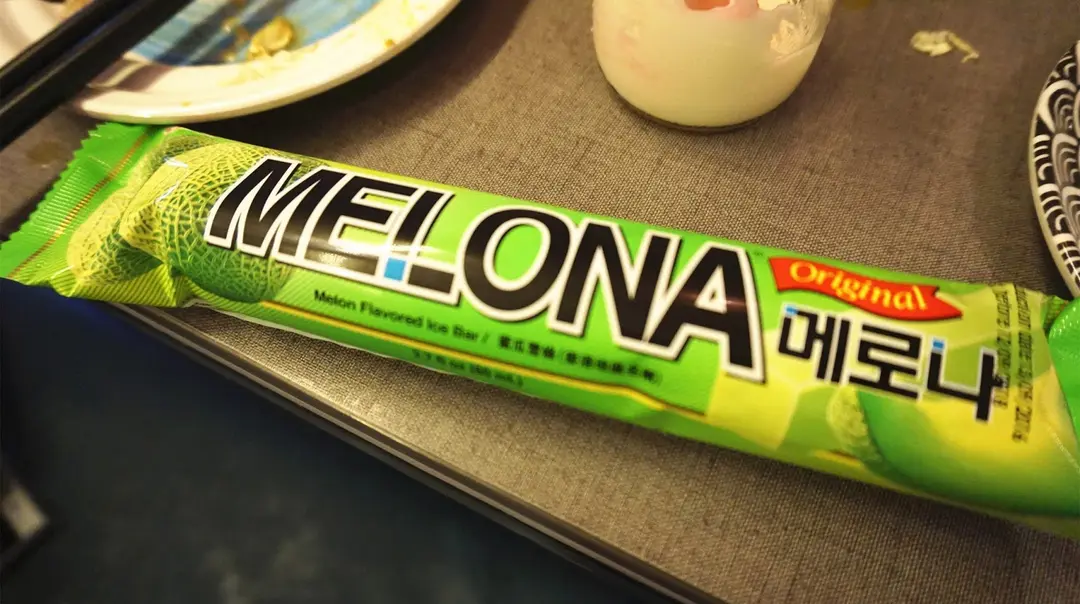 MELONA
Original
메로나
Melon Flavored Ice Bar /